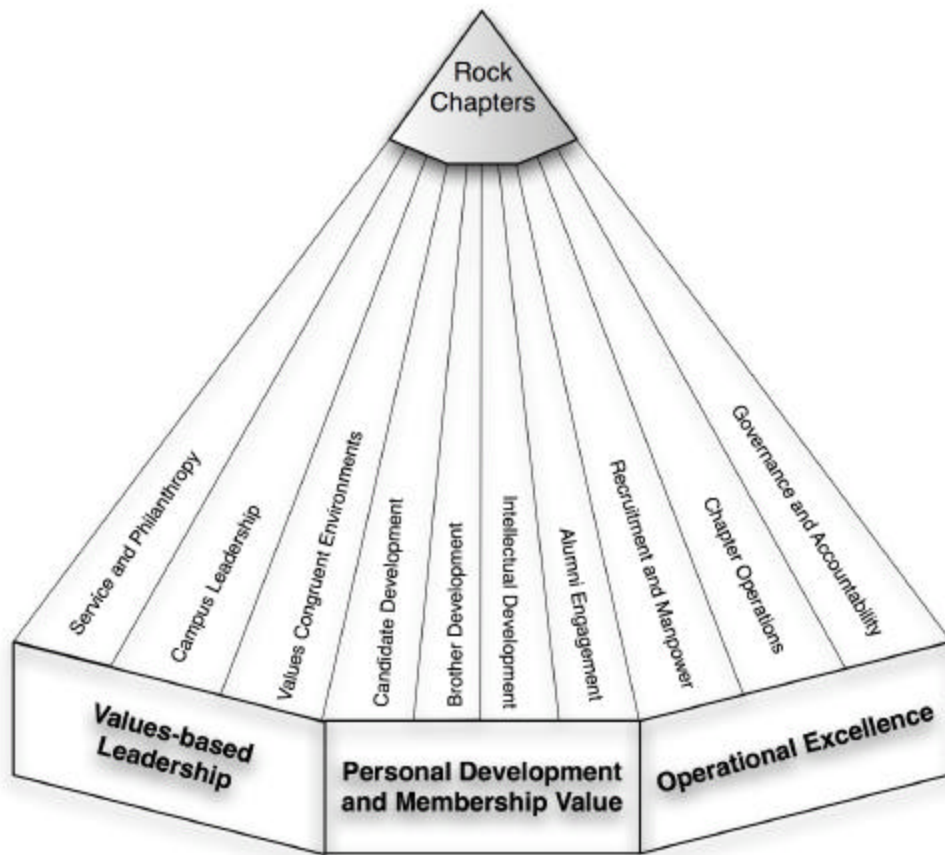 Rock
Chapters
Service and Philanthropy
Campus Leadership
Values Congruent Environments
Candidate Development
Brother Development
Intellectual Development
Alumni Engagement
Recruitment and Manpower
Chapter Operations
Governance and Accountability
Values-based
Leadership
Personal Development
and Membership Value
Operational Excellence